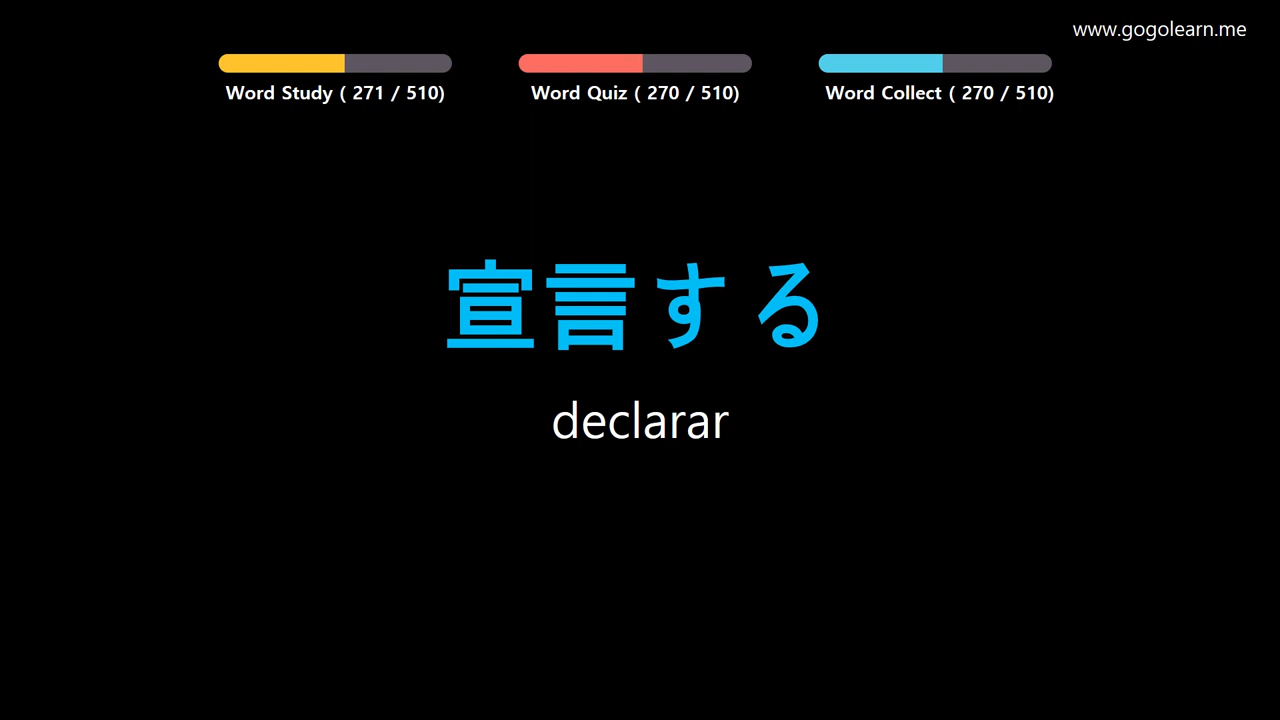 www.gogolearn.me
Word Study ( 271 / 510)
Word Quiz ( 270 / 510)
Word Collect ( 270 / 510)
宣言する
declarar